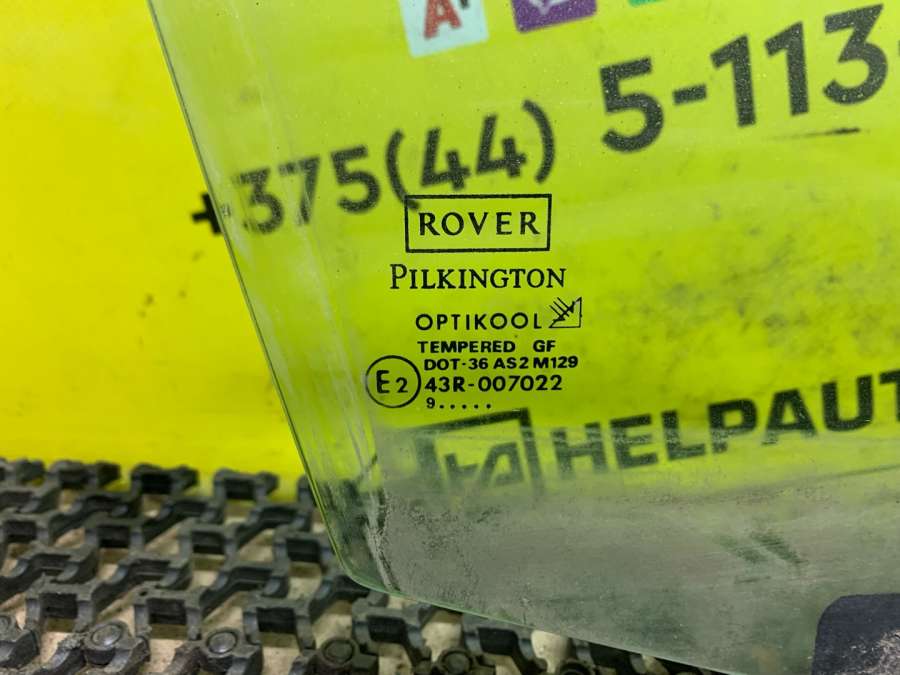 +375(44) 5-113-
ROVER
PILKINGTON
OPTIKOOL
TEMPERED GF
DOT-36 AS2 M129
E2 43R-007022
9.....
HELPAUT